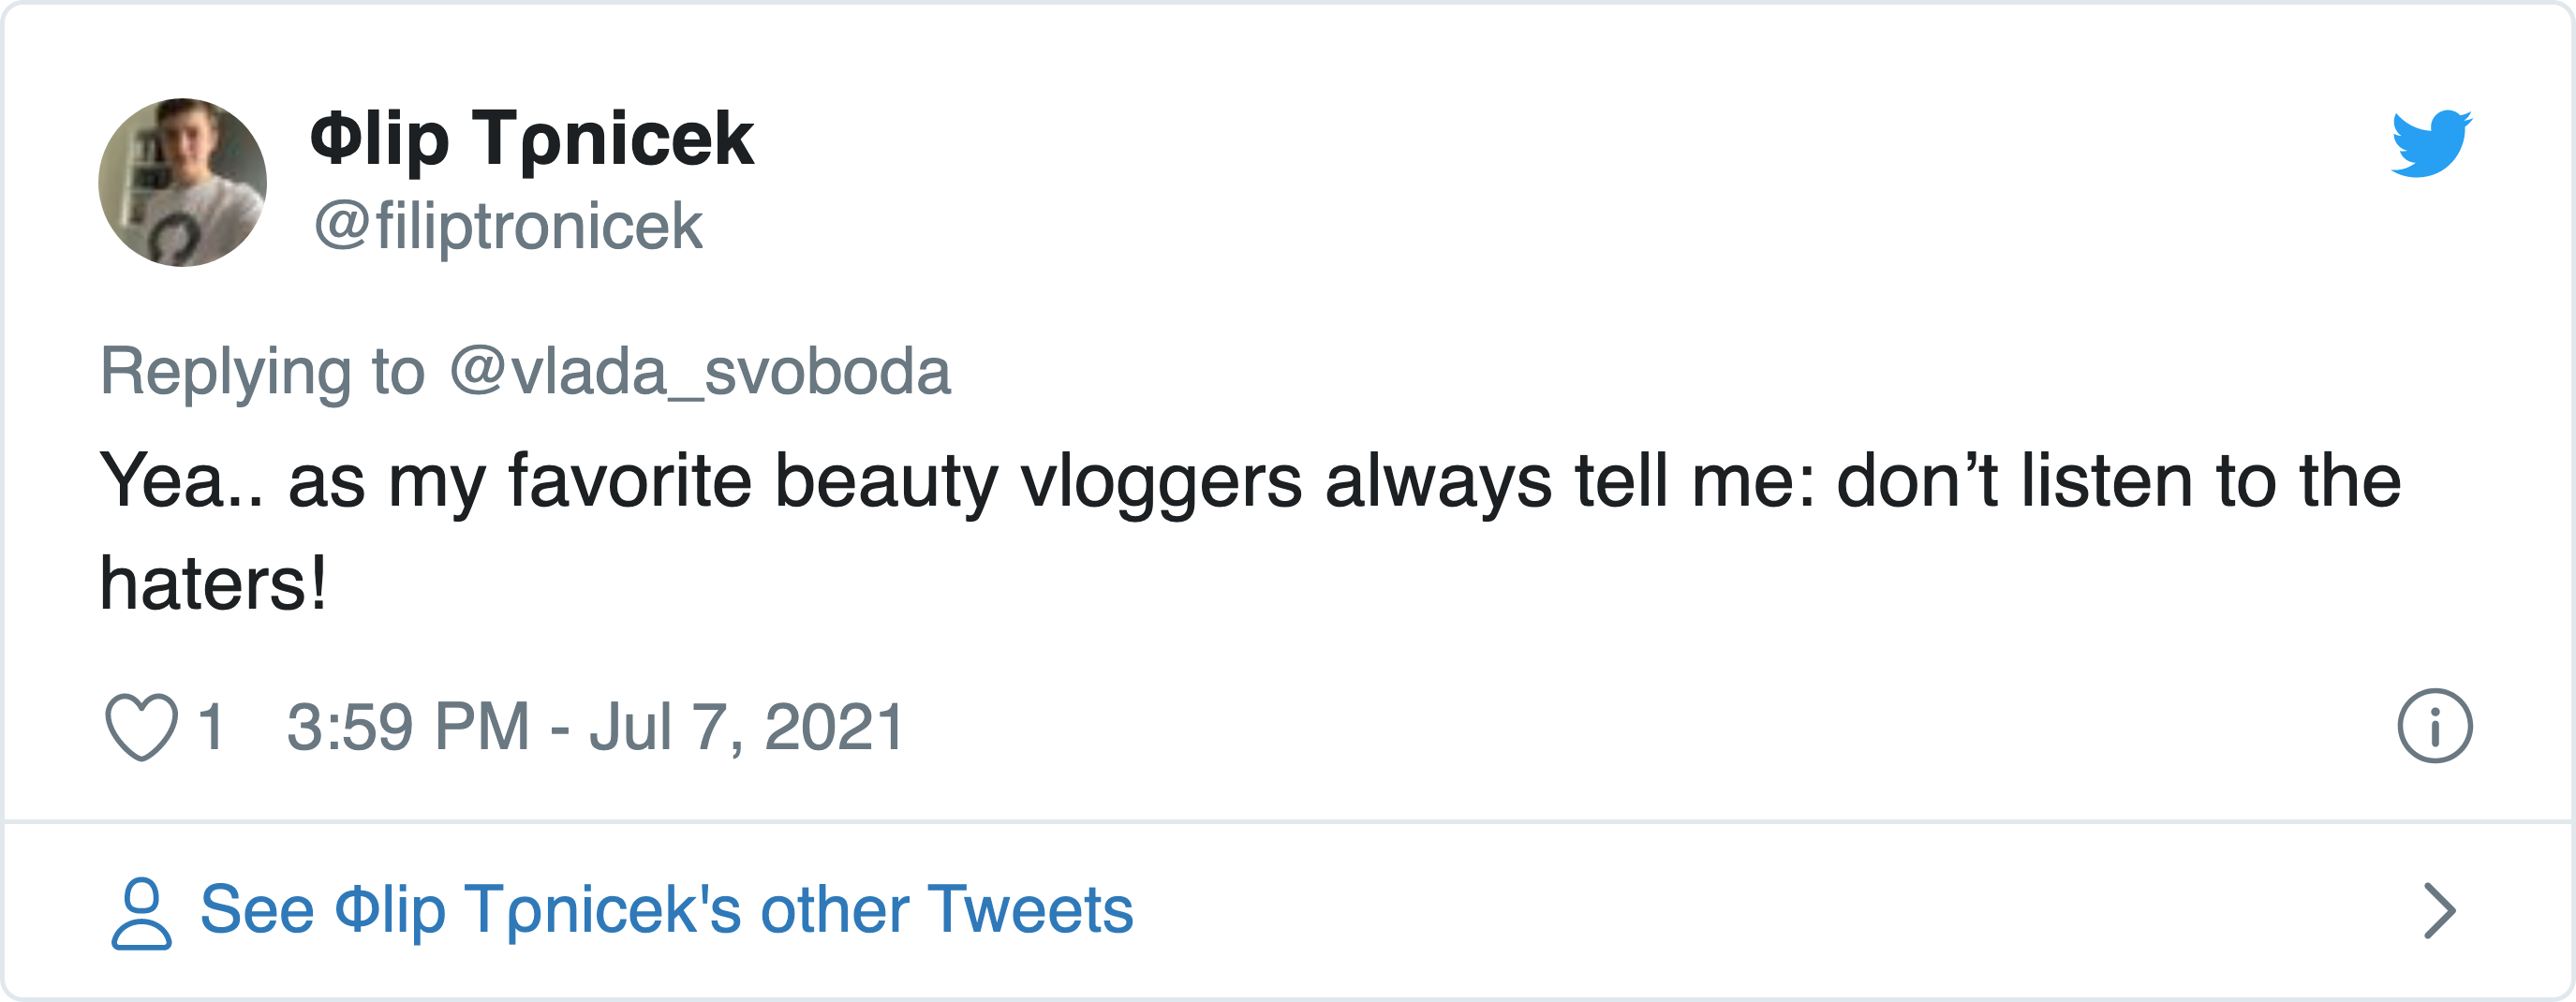 Φlip Tρnicek
@filiptronicek
Replying to @vlada_svoboda
Yea.. as my favorite beauty vloggers always tell me: don’t listen to the
haters!
1 3:59 PM - Jul 7, 2021
See Φlip Tρnicek's other Tweets